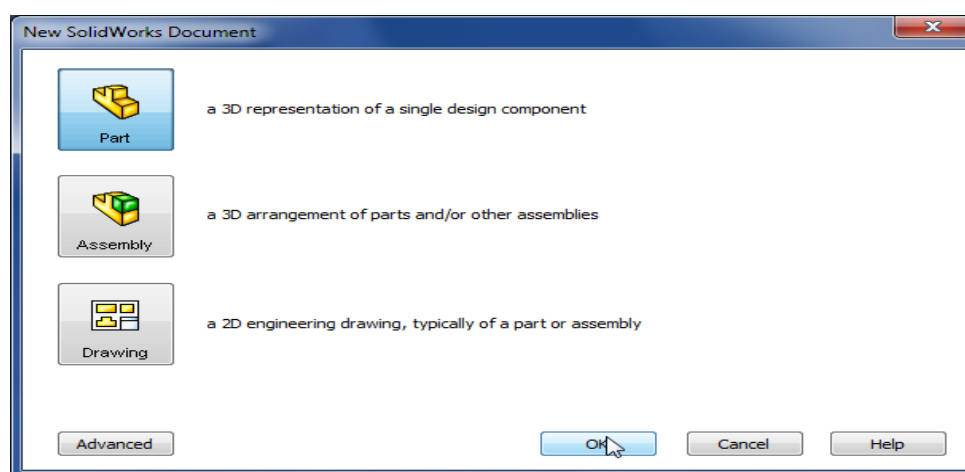 New SolidWorks Document
Part
a 3D representation of a single design component
Assembly
a 3D arrangement of parts and/or other assemblies
Drawing
a 2D engineering drawing, typically of a part or assembly
Advanced
OK
Cancel
Help